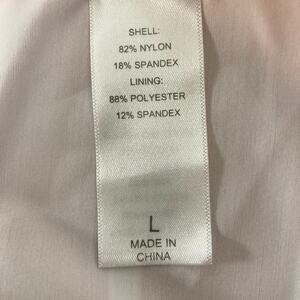 SHELL:
82% NYLON
18% SPANDEX
LINING:
88% POLYESTER
12% SPANDEX
L
MADE IN
CHINA